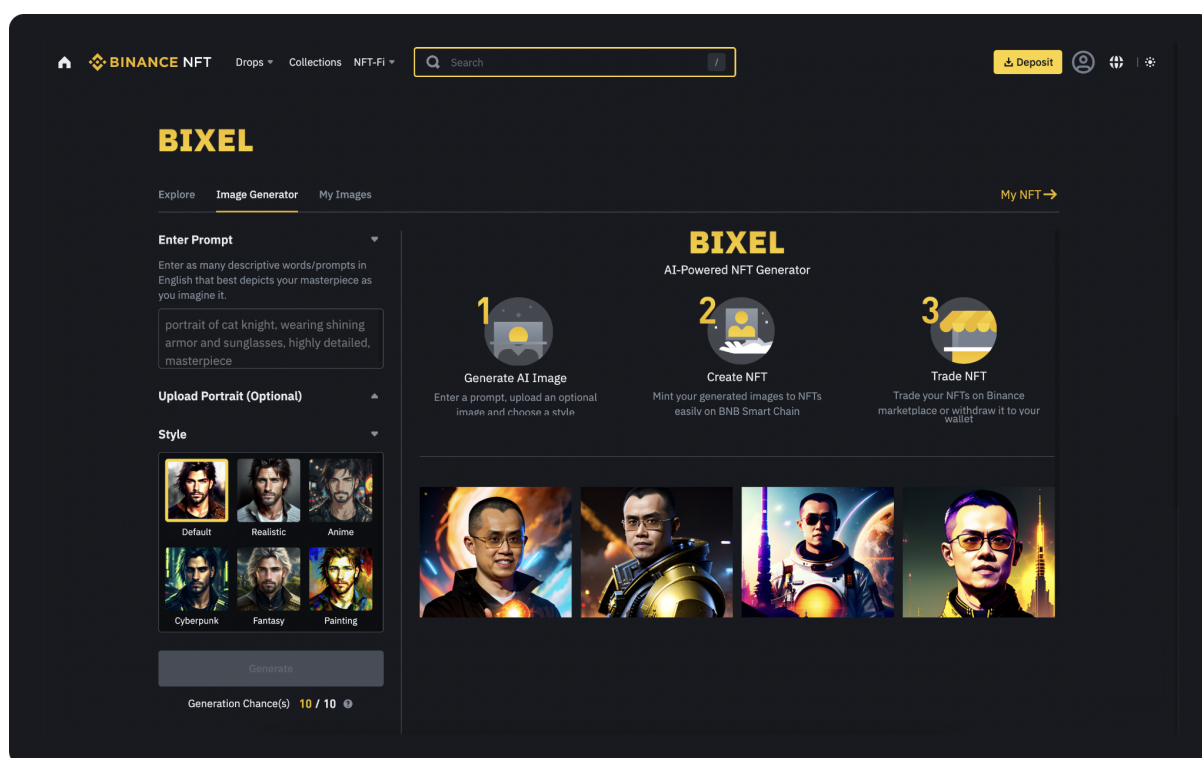 BINANCE NFT
Drops
Collections
NFT-Fi
Search
/
Deposit
BIXEL
Explore
Image Generator
My Images
My NFT
Enter Prompt
Enter as many descriptive words/prompts in
English that best depicts your masterpiece as
you imagine it.
portrait of cat knight, wearing shining
armor and sunglasses, highly detailed,
masterpiece
Upload Portrait (Optional)
Style
Default
Realistic
Anime
Cyberpunk
Fantasy
Painting
Generate
Generation Chance(s) 10 / 10
BIXEL
AI-Powered NFT Generator
1
Generate AI Image
Enter a prompt, upload an optional
image and choose a style
2
Create NFT
Mint your generated images to NFTs
easily on BNB Smart Chain
3
Trade NFT
Trade your NFTs on Binance
marketplace or withdraw it to your
wallet